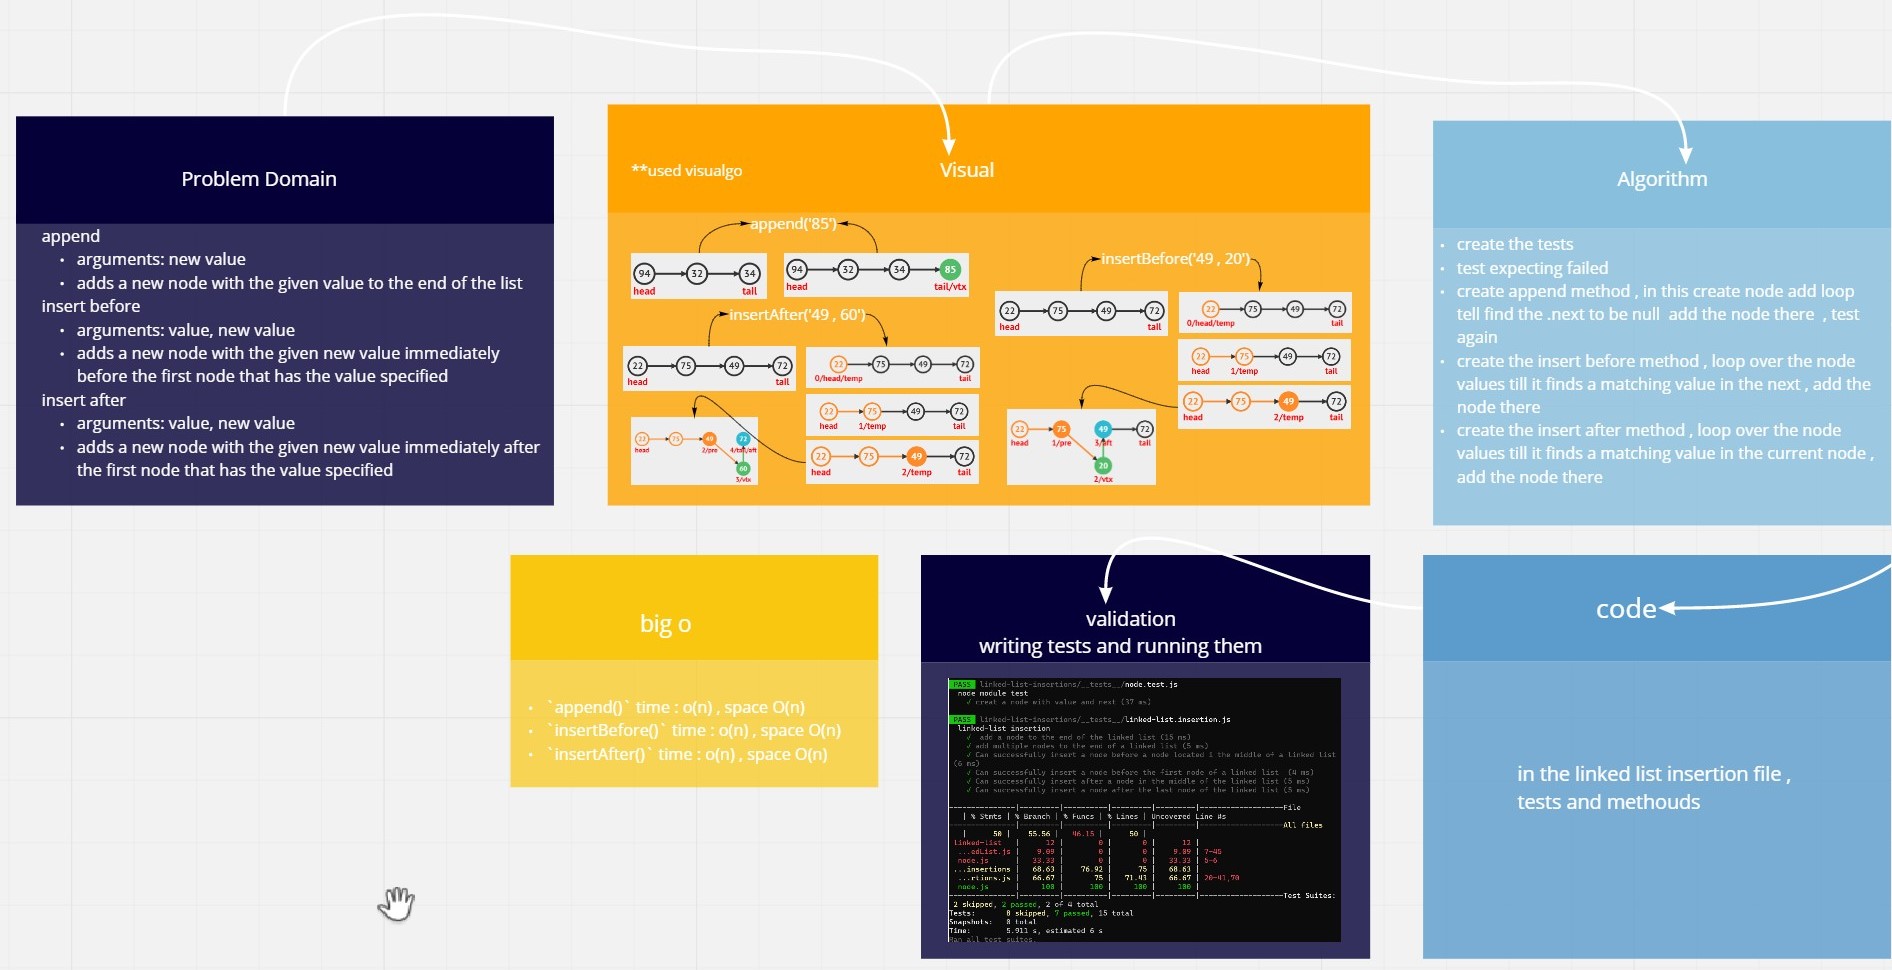 Problem Domain
append
• arguments: new value
• adds a new node with the given value to the end of the list
insert before
• arguments: value, new value
• adds a new node with the given new value immediately
before the first node that has the value specified
insert after
• arguments: value, new value
• adds a new node with the given new value immediately after
the first node that has the value specified
**used visualgo
Visual
append('85')
94 32 34
head tail
94 32 34 85
head tail/vtx
insertAfter('49 , 60')
22 75 49 72
head tail
22 75 49 72
0/head/temp tail
22 75 49 72
head 1/temp tail
22 75 49 72
head 2/temp tail
22 75 49 72
head 2/pre 4/tail/aft
60
3/vtx
insertBefore('49 , 20')
22 75 49 72
head tail
22 75 49 72
0/head/temp tail
22 75 49 72
head 1/temp tail
22 75 49 72
head 2/temp tail
22 75 49 72
head 1/pre 3/aft tail
20
2/vtx
Algorithm
• create the tests
• test expecting failed
• create append method , in this create node add loop
tell find the .next to be null add the node there , test
again
• create the insert before method , loop over the node
values till it finds a matching value in the next , add the
node there
• create the insert after method , loop over the node
values till it finds a matching value in the current node ,
add the node there
big o
• `append()` time : o(n) , space O(n)
• `insertBefore()` time : o(n) , space O(n)
• `insertAfter()` time : o(n) , space O(n)
validation
writing tests and running them
PASS linked-list-insertions/__tests__/node.test.js
node module test
√ creat a node with value and next (37 ms)
PASS linked-list-insertions/__tests__/linked-list.insertion.js
linked-list insertion
√ add a node to the end of the linked list (15 ms)
√ add multiple nodes to the end of a linked list (5 ms)
√ Can successfully insert a node before a node located i the middle of a linked list
(6 ms)
√ Can successfully insert a node before the first node of a linked list (4 ms)
√ Can successfully insert after a node in the middle of the linked list (5 ms)
√ Can successfully insert a node after the last node of the linked list (5 ms)
File
| % Stmts | % Branch | % Funcs | % Lines | Uncovered Line #s
All files
| 50 | 55.56 | 46.15 | 50 |
linked-list | 12 | 0 | 0 | 12 |
...edList.js | 9.09 | 0 | 0 | 9.09 | 7-45
node.js | 33.33 | 0 | 0 | 33.33 | 5-6
...insertions | 68.63 | 76.92 | 75 | 68.63 |
...rtions.js | 66.67 | 75 | 71.43 | 66.67 | 20-41,70
node.js | 100 | 100 | 100 | 100 |
Test Suites:
2 skipped, 2 passed, 2 of 4 total
Tests: 8 skipped, 7 passed, 15 total
Snapshots: 0 total
Time: 5.911 s, estimated 6 s
Ran all test suites.
code
in the linked list insertion file ,
tests and methouds